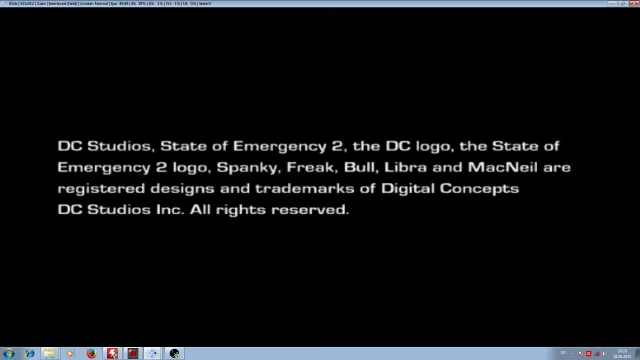 DC Studios, State of Emergency 2, the DC logo, the State of
Emergency 2 logo, Spanky, Freak, Bull, Libra and MacNeil are
registered designs and trademarks of Digital Concepts
DC Studios Inc. All rights reserved.